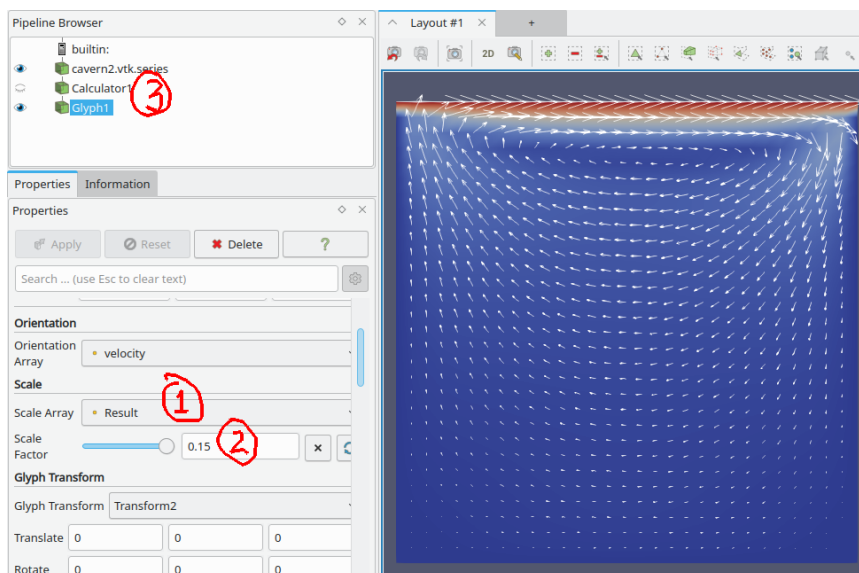 Pipeline Browser
Layout #1
+
builtin:
cavern2.vtk.series
2D
Calculator1
3
Glyph1
Properties
Information
Properties
Apply
Reset
Delete
?
Search ... (use Esc to clear text)
Orientation
Orientation Array
velocity
Scale
1
Scale Array
Result
Scale Factor
0.15
2
Glyph Transform
Glyph Transform
Transform2
Translate
0
0
0
Rotate
0
0
0